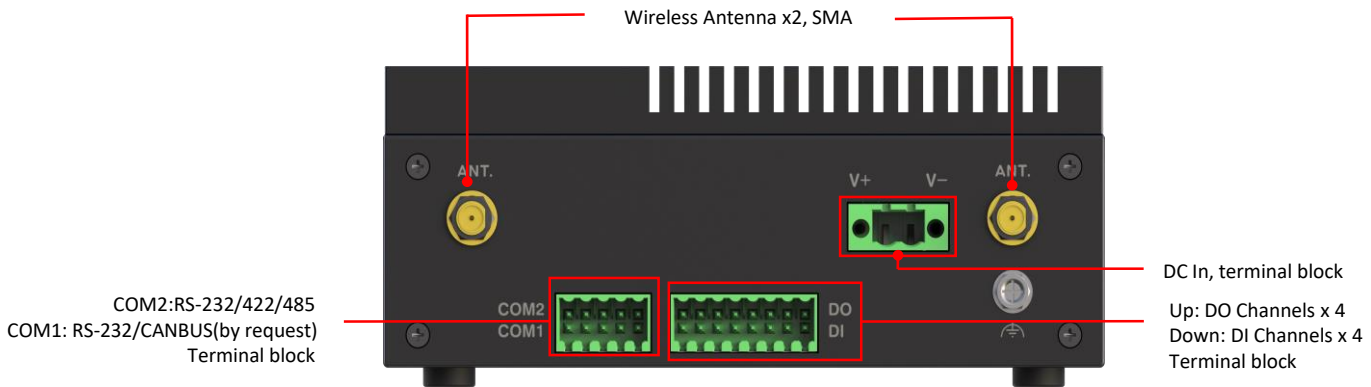 Wireless Antenna x2, SMA
ANT.
V+ V-
ANT.
DC In, terminal block
COM2:RS-232/422/485
COM1: RS-232/CANBUS(by request)
Terminal block
COM2
COM1
DO
DI
Up: DO Channels x 4
Down: DI Channels x 4
Terminal block